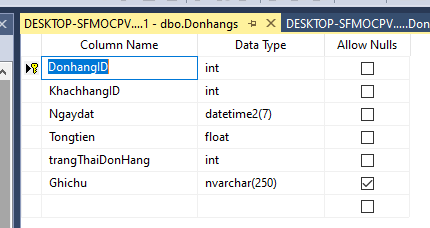 DESKTOP-SFMOCPV....1 - dbo.Donhangs
DESKTOP-SFMOCPV.....Don
Column Name Data Type Allow Nulls
DonhangID int
KhachhangID int
Ngaydat datetime2(7)
Tongtien float
trangThaiDonHang int
Ghichu nvarchar(250)